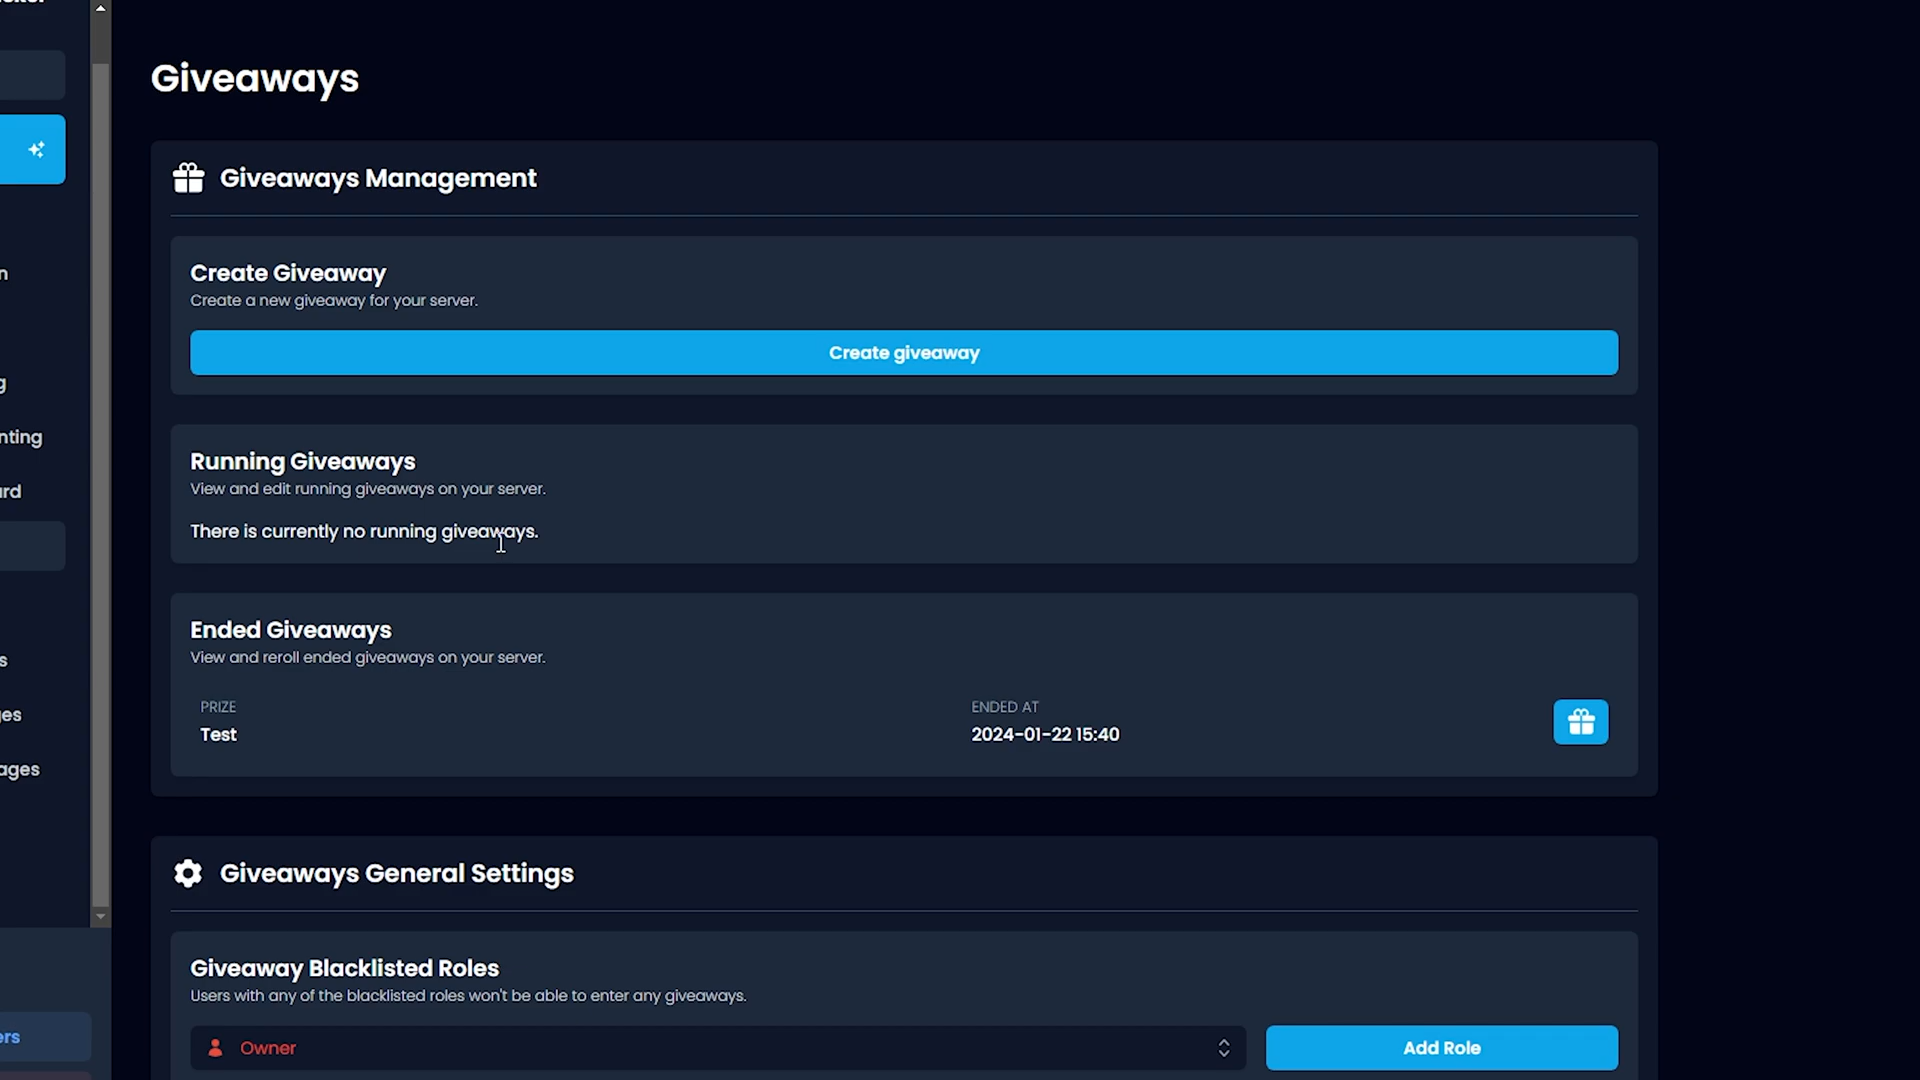 Giveaways
Giveaways Management
Create Giveaway
Create a new giveaway for your server.
Create giveaway
Running Giveaways
View and edit running giveaways on your server.
There is currently no running giveaways.
Ended Giveaways
View and reroll ended giveaways on your server.
PRIZE
ENDED AT
Test
2024-01-22 15:40
Giveaways General Settings
Giveaway Blacklisted Roles
Users with any of the blacklisted roles won't be able to enter any giveaways.
Owner
Add Role